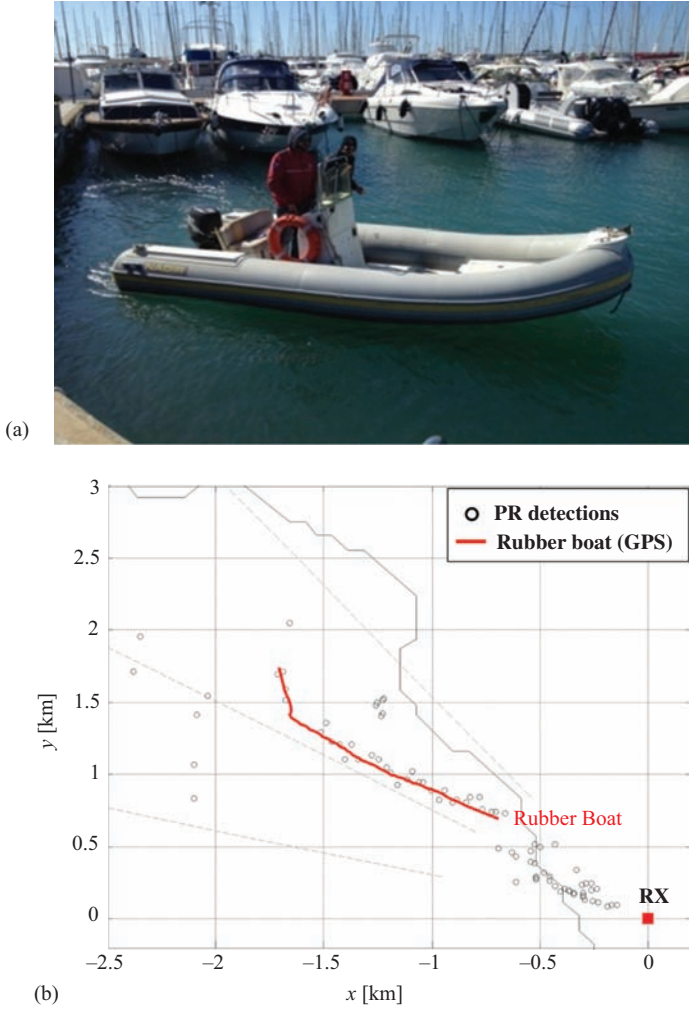 (a)
3
2.5
2
1.5
1
0.5
0
y [km]
PR detections
Rubber boat (GPS)
Rubber Boat
RX
−2.5 −2 −1.5 −1 −0.5 0
(b)
x [km]